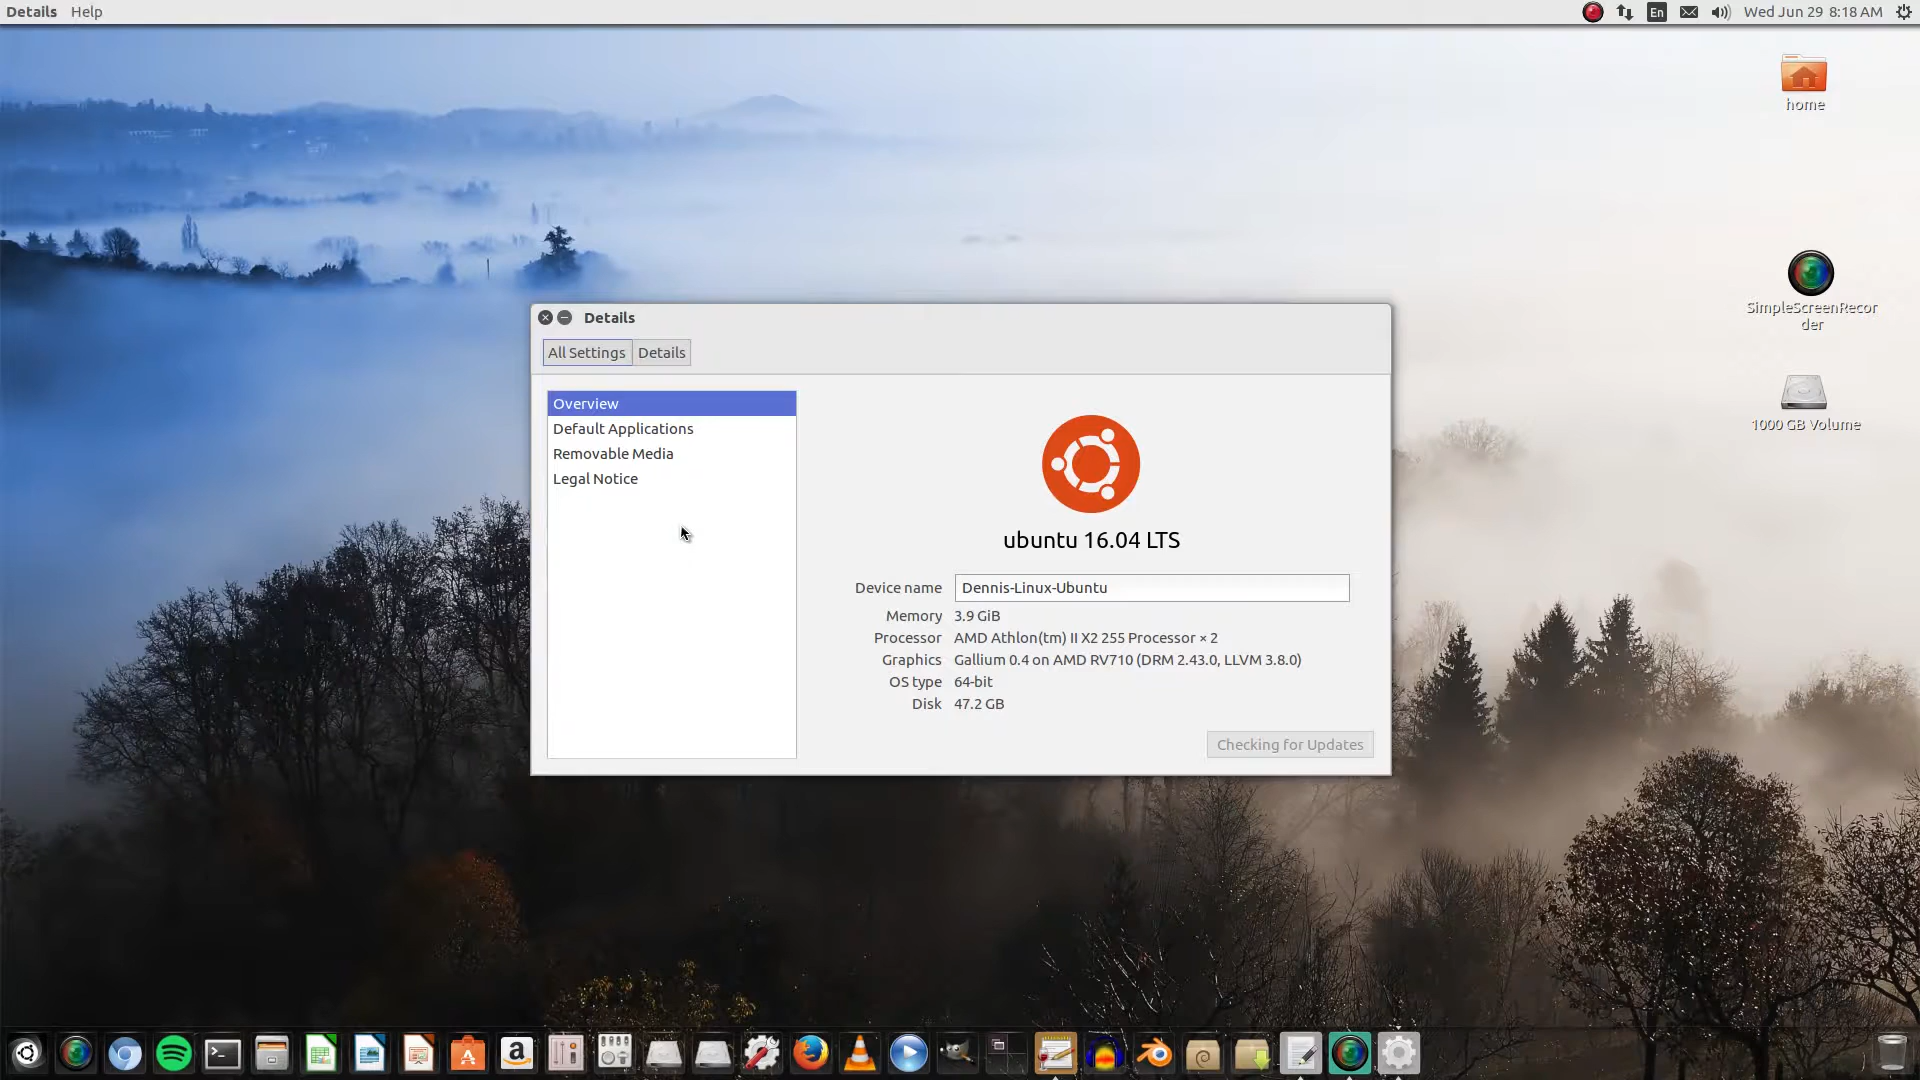 Details Help
En Wed Jun 29 8:18 AM
home
SimpleScreenRecor
der
1000 GB Volume
Details
All Settings Details
Overview
Default Applications
Removable Media
Legal Notice
ubuntu 16.04 LTS
Device name Dennis-Linux-Ubuntu
Memory 3.9 GiB
Processor AMD Athlon(tm) II X2 255 Processor × 2
Graphics Gallium 0.4 on AMD RV710 (DRM 2.43.0, LLVM 3.8.0)
OS type 64-bit
Disk 47.2 GB
Checking for Updates